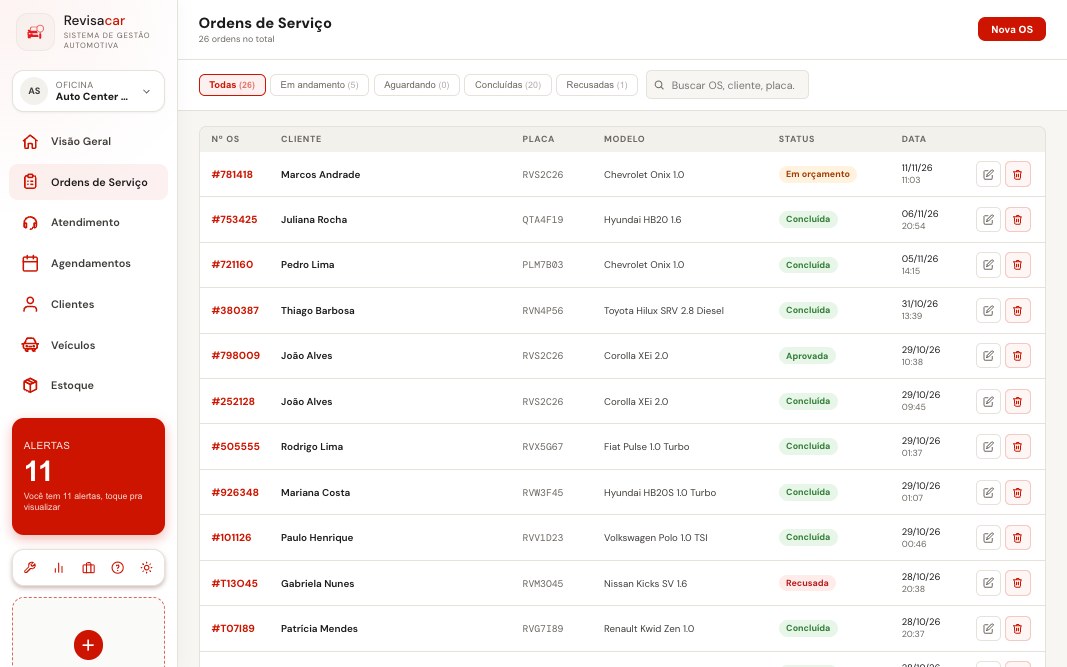 Revisacar
SISTEMA DE GESTÃO
AUTOMOTIVA
AS
OFICINA
Auto Center ...
Visão Geral
Ordens de Serviço
Atendimento
Agendamentos
Clientes
Veículos
Estoque
ALERTAS
11
Você tem 11 alertas, toque pra
visualizar
Ordens de Serviço
26 ordens no total
Nova OS
Todas (26) Em andamento (5) Aguardando (0) Concluídas (20) Recusadas (1) Buscar OS, cliente, placa.
Nº OS CLIENTE PLACA MODELO STATUS DATA
#781418 Marcos Andrade RVS2C26 Chevrolet Onix 1.0 Em orçamento 11/11/26
11:03
#753425 Juliana Rocha QTA4F19 Hyundai HB20 1.6 Concluída 06/11/26
20:54
#721160 Pedro Lima PLM7B03 Chevrolet Onix 1.0 Concluída 05/11/26
14:15
#380387 Thiago Barbosa RVN4P56 Toyota Hilux SRV 2.8 Diesel Concluída 31/10/26
13:39
#798009 João Alves RVS2C26 Corolla XEi 2.0 Aprovada 29/10/26
10:38
#252128 João Alves RVS2C26 Corolla XEi 2.0 Concluída 29/10/26
09:45
#505555 Rodrigo Lima RVX5G67 Fiat Pulse 1.0 Turbo Concluída 29/10/26
01:37
#926348 Mariana Costa RVW3F45 Hyundai HB20S 1.0 Turbo Concluída 29/10/26
01:07
#101126 Paulo Henrique RVV1D23 Volkswagen Polo 1.0 TSI Concluída 29/10/26
00:46
#T13O45 Gabriela Nunes RVM3O45 Nissan Kicks SV 1.6 Recusada 28/10/26
20:38
#T07I89 Patrícia Mendes RVG7I89 Renault Kwid Zen 1.0 Concluída 28/10/26
20:37